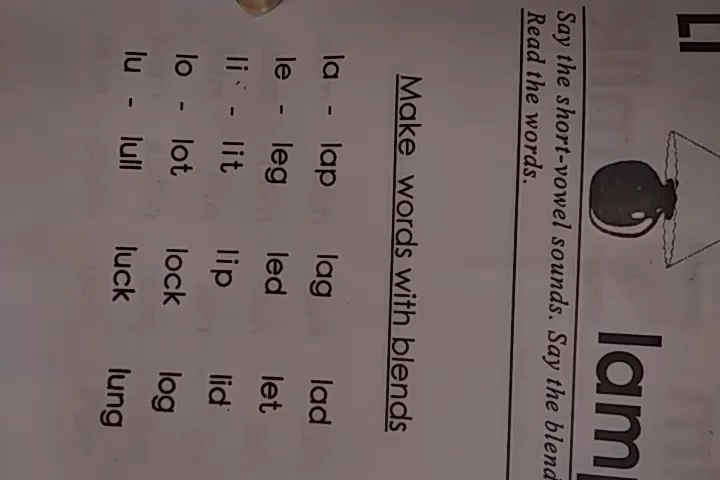 Ll
lam
Say the short-vowel sounds. Say the blend
Read the words.
Make words with blends
la - lap lag lad
le - leg led let
li - lit lip lid
lo - lot lock log
lu - lull luck lung